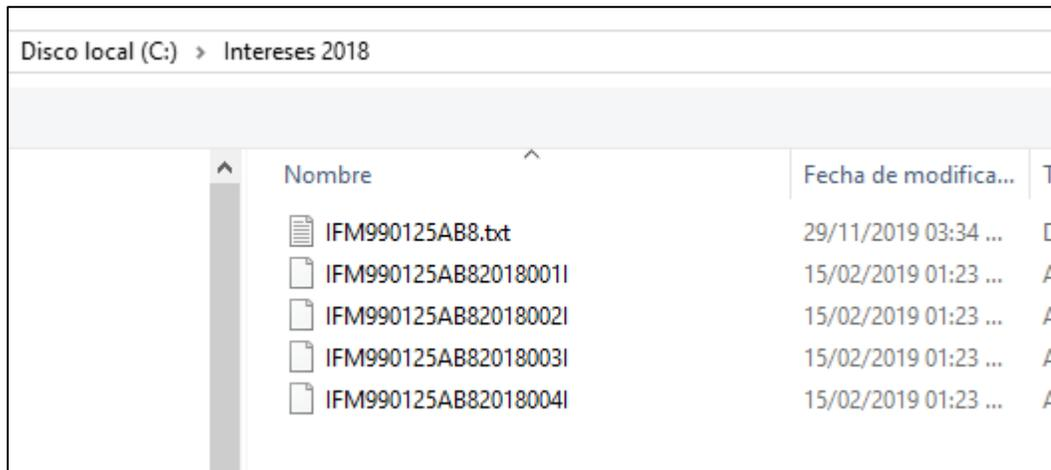 Disco local (C:) > Intereses 2018
Nombre Fecha de modifica... T
IFM990125AB8.txt 29/11/2019 03:34 ... D
IFM990125AB82018001I 15/02/2019 01:23 ... A
IFM990125AB82018002I 15/02/2019 01:23 ... A
IFM990125AB82018003I 15/02/2019 01:23 ... A
IFM990125AB82018004I 15/02/2019 01:23 ... A